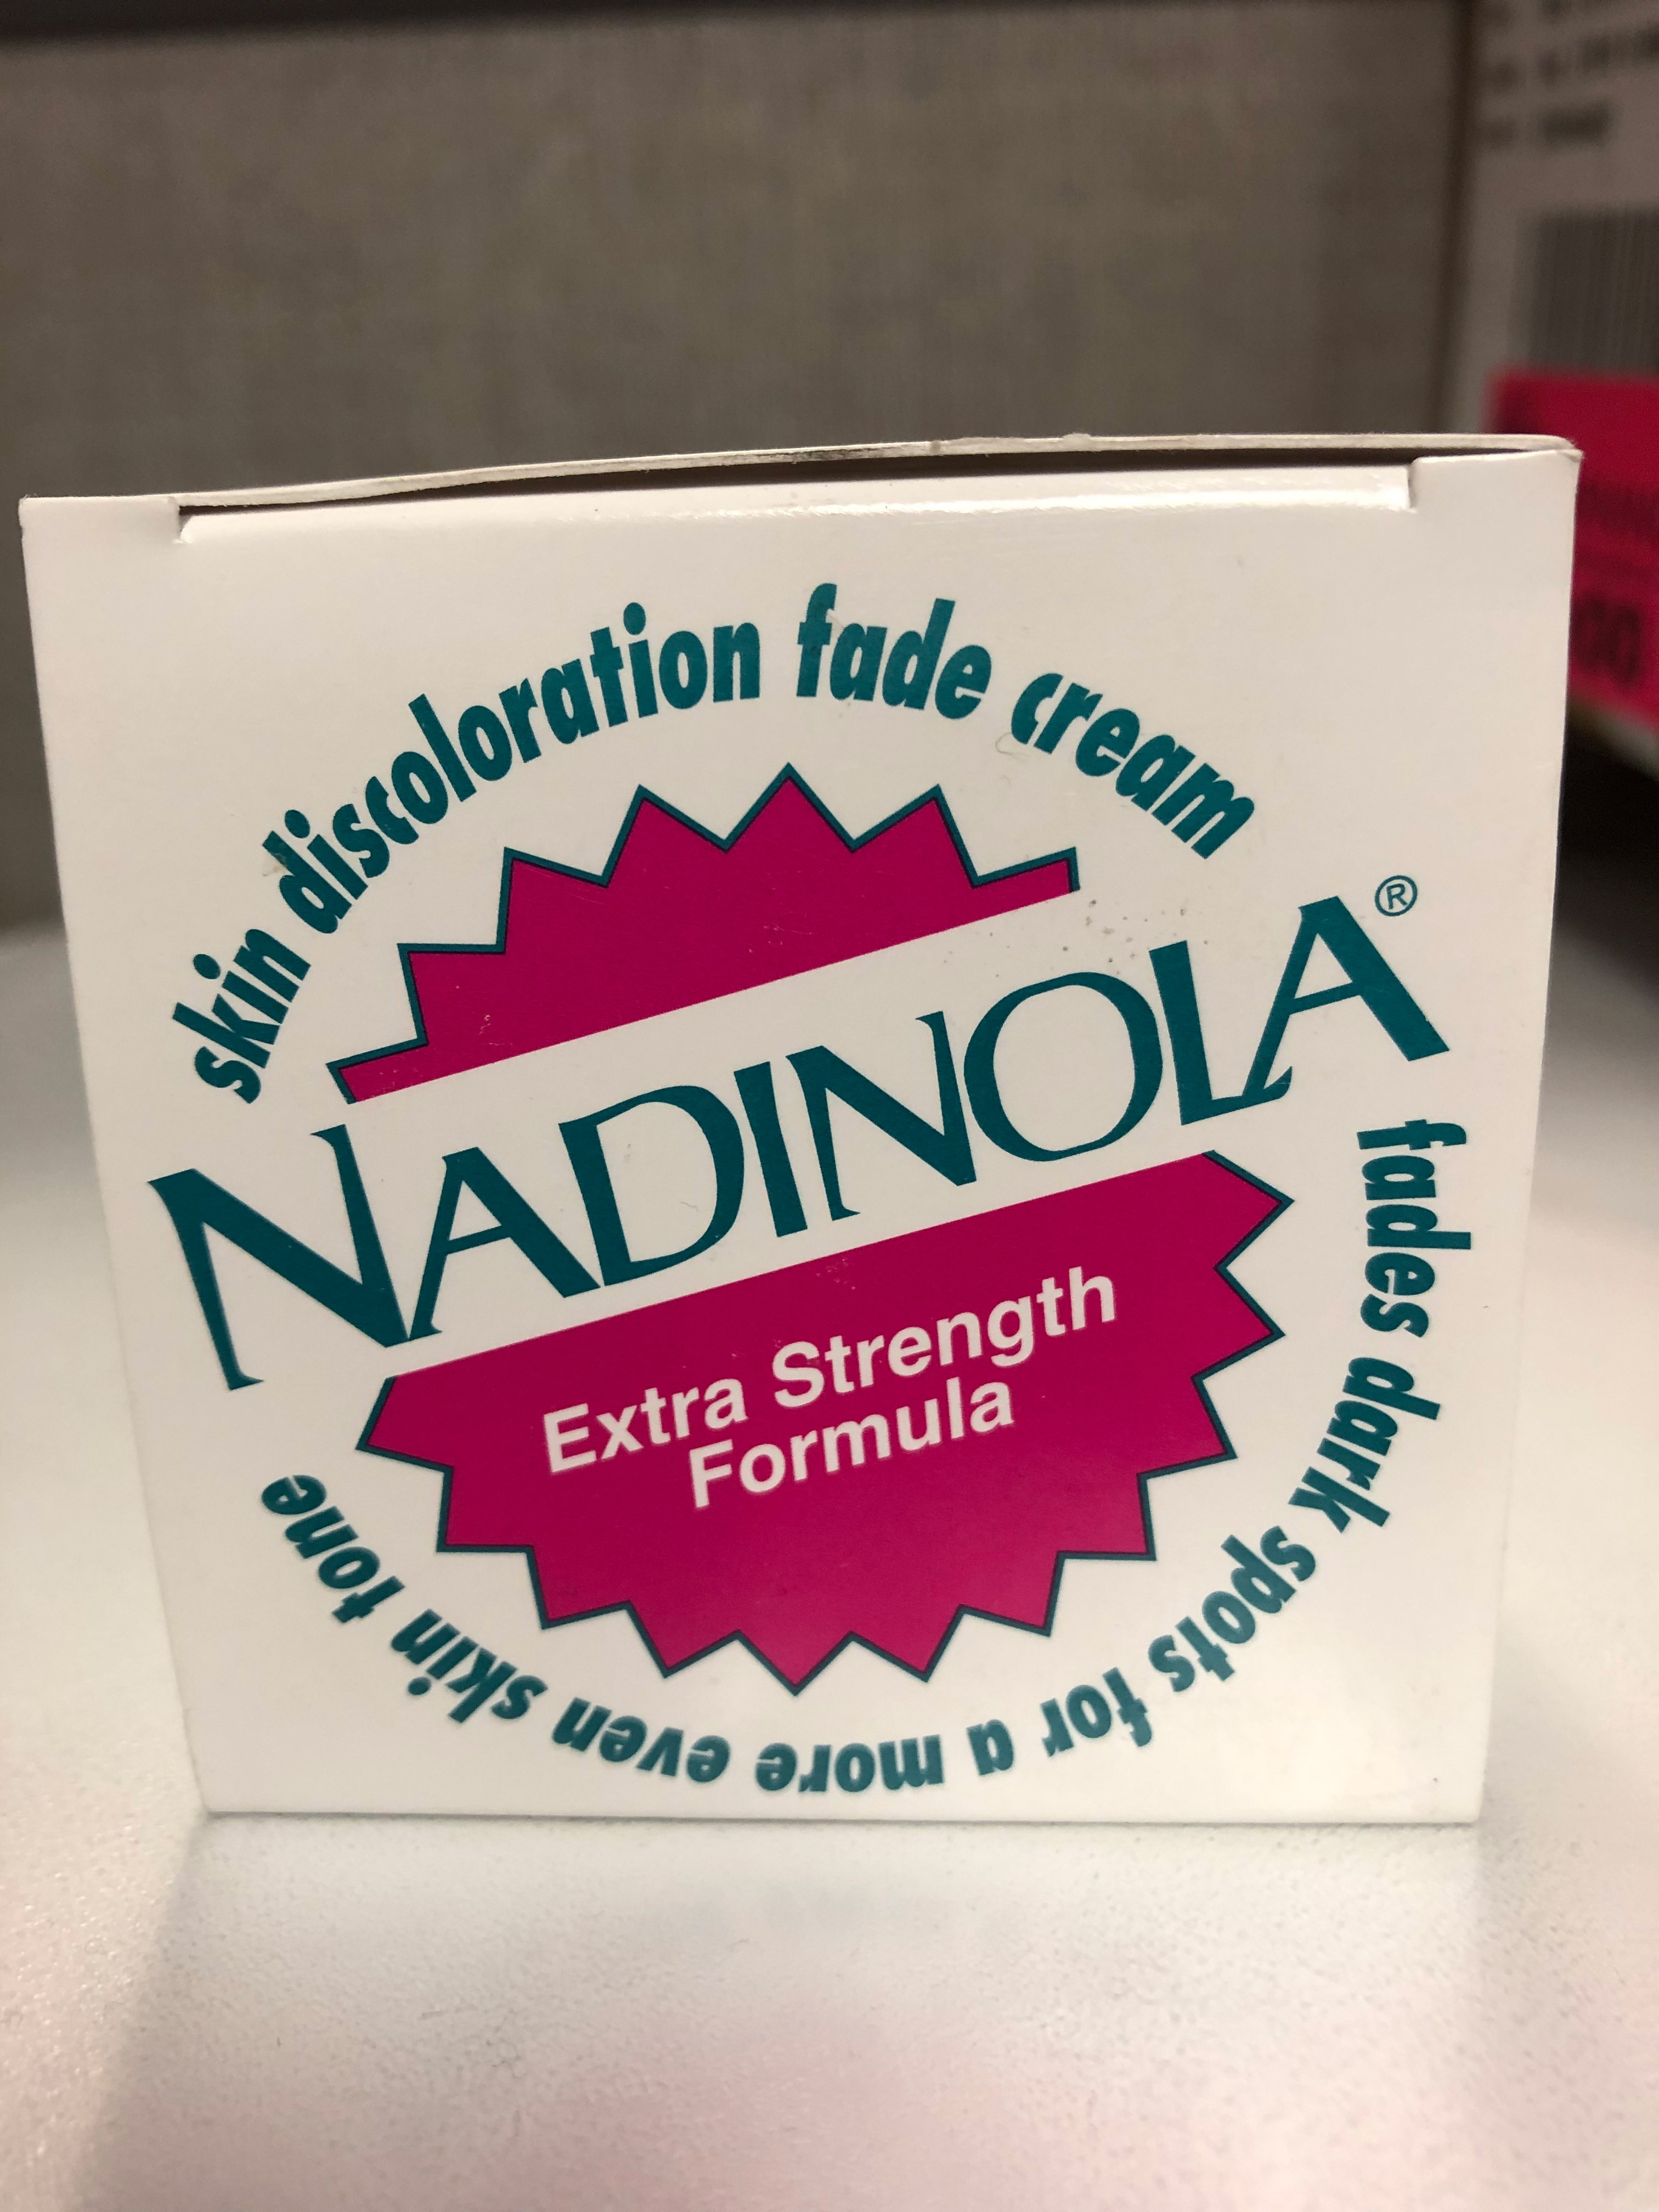 skin discoloration fade cream
NADINOLA®
Extra Strength
Formula
fades dark spots for a more even skin tone